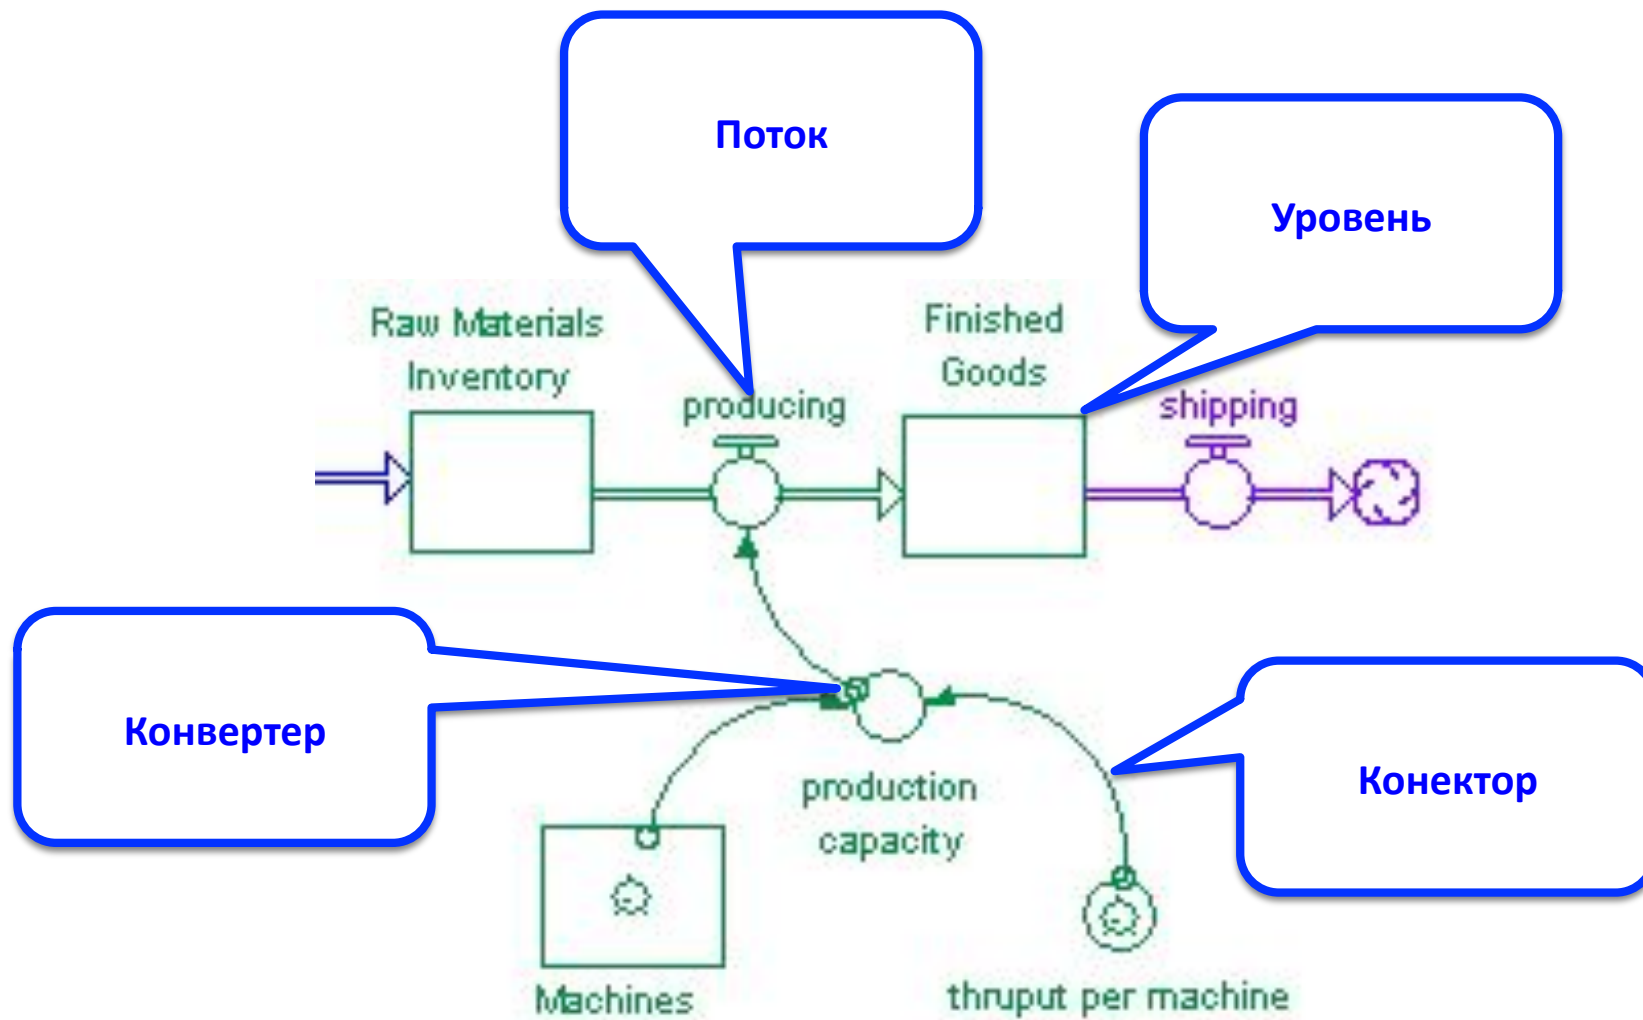 Поток
Уровень
Raw Materials
Inventory
producing
Finished
Goods
shipping
Конвертер
production
capacity
Конектор
Machines
thruput per machine